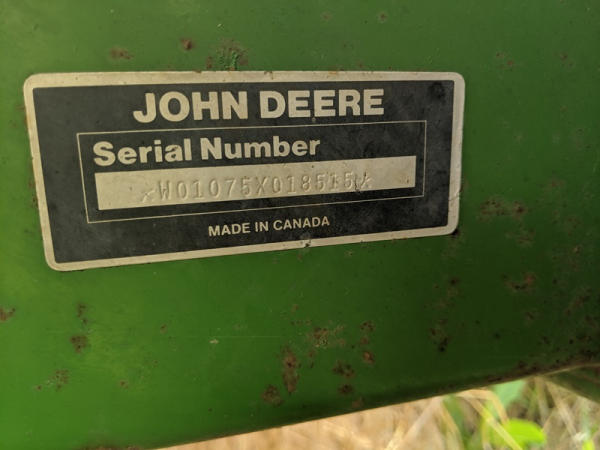 JOHN DEERE
Serial Number
*W01075X018515*
MADE IN CANADA